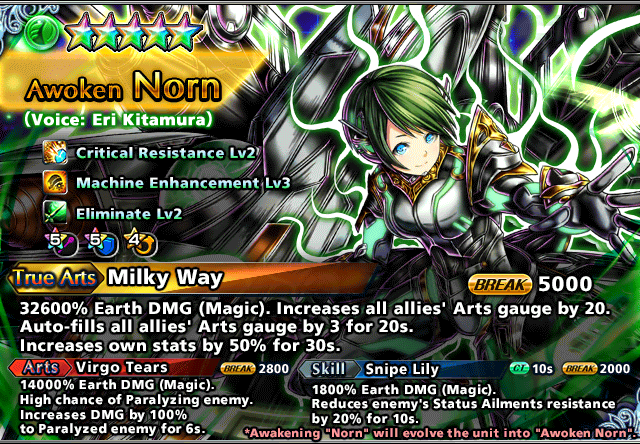 Awoken Norn
(Voice: Eri Kitamura)
Critical Resistance Lv2
Machine Enhancement Lv3
Eliminate Lv2
5 5 4
True Arts Milky Way BREAK 5000
32600% Earth DMG (Magic). Increases all allies' Arts gauge by 20.
Auto-fills all allies' Arts gauge by 3 for 20s.
Increases own stats by 50% for 30s.
Arts Virgo Tears BREAK 2800
14000% Earth DMG (Magic).
High chance of Paralyzing enemy.
Increases DMG by 100%
to Paralyzed enemy for 6s.
Skill Snipe Lily CT 10s BREAK 2000
1800% Earth DMG (Magic).
Reduces enemy's Status Ailments resistance
by 20% for 10s.
*Awakening "Norn" will evolve the unit into "Awoken Norn".